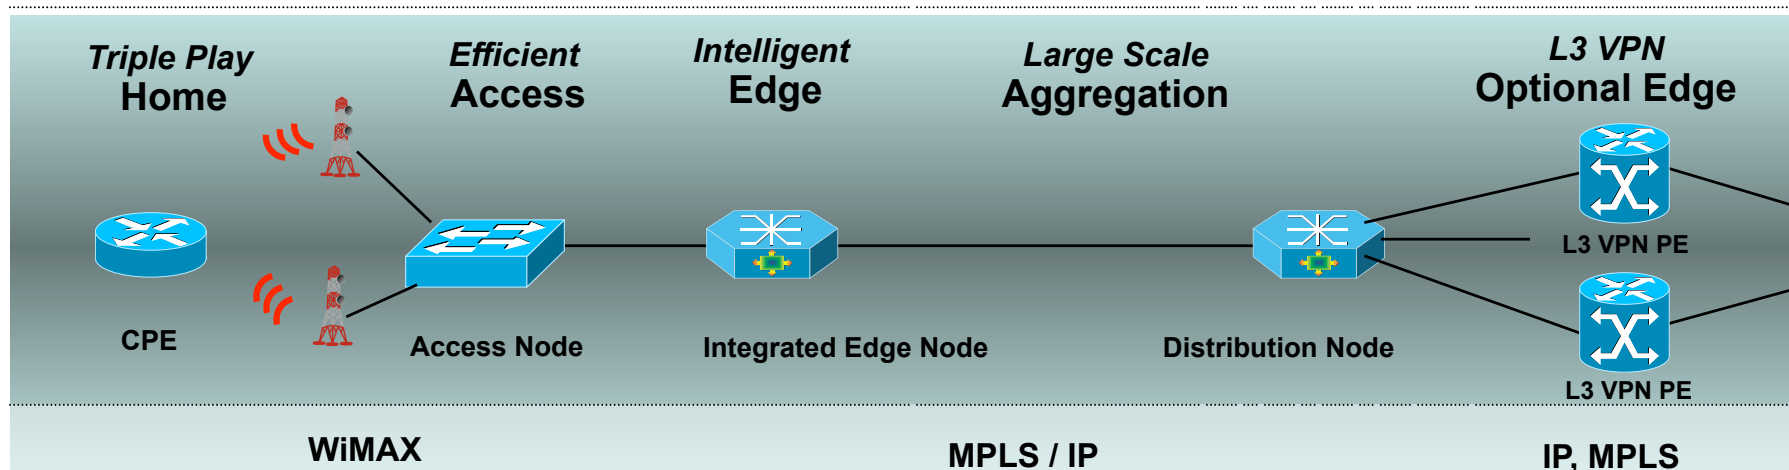 Triple Play
Home
Efficient
Access
Intelligent
Edge
Large Scale
Aggregation
L3 VPN
Optional Edge
L3 VPN PE
CPE
Access Node
Integrated Edge Node
Distribution Node
L3 VPN PE
WiMAX
MPLS / IP
IP, MPLS